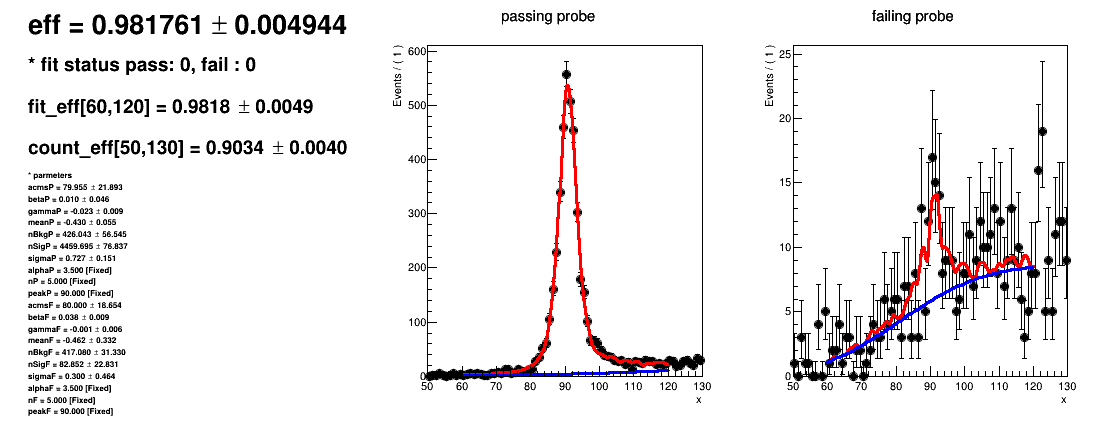 eff = 0.981761 ± 0.004944
* fit status pass: 0, fail : 0
fit_eff[60,120] = 0.9818 ± 0.0049
count_eff[50,130] = 0.9034 ± 0.0040
* parmeters
acmsP = 79.955 ± 21.893
betaP = 0.010 ± 0.046
gammaP = -0.023 ± 0.009
meanP = -0.430 ± 0.055
nBkgP = 426.043 ± 56.545
nSigP = 4459.695 ± 76.837
sigmaP = 0.727 ± 0.151
alphaP = 3.500 [Fixed]
nP = 5.000 [Fixed]
peakP = 90.000 [Fixed]
acmsF = 80.000 ± 18.654
betaF = 0.038 ± 0.009
gammaF = -0.001 ± 0.006
meanF = -0.462 ± 0.332
nBkgF = 417.080 ± 31.330
nSigF = 82.852 ± 22.831
sigmaF = 0.300 ± 0.464
alphaF = 3.500 [Fixed]
nF = 5.000 [Fixed]
peakF = 90.000 [Fixed]
passing probe
Events / ( 1 )
600
500
400
300
200
100
0
50 60 70 80 90 100 110 120 130
x
failing probe
Events / ( 1 )
25
20
15
10
5
0
50 60 70 80 90 100 110 120 130
x